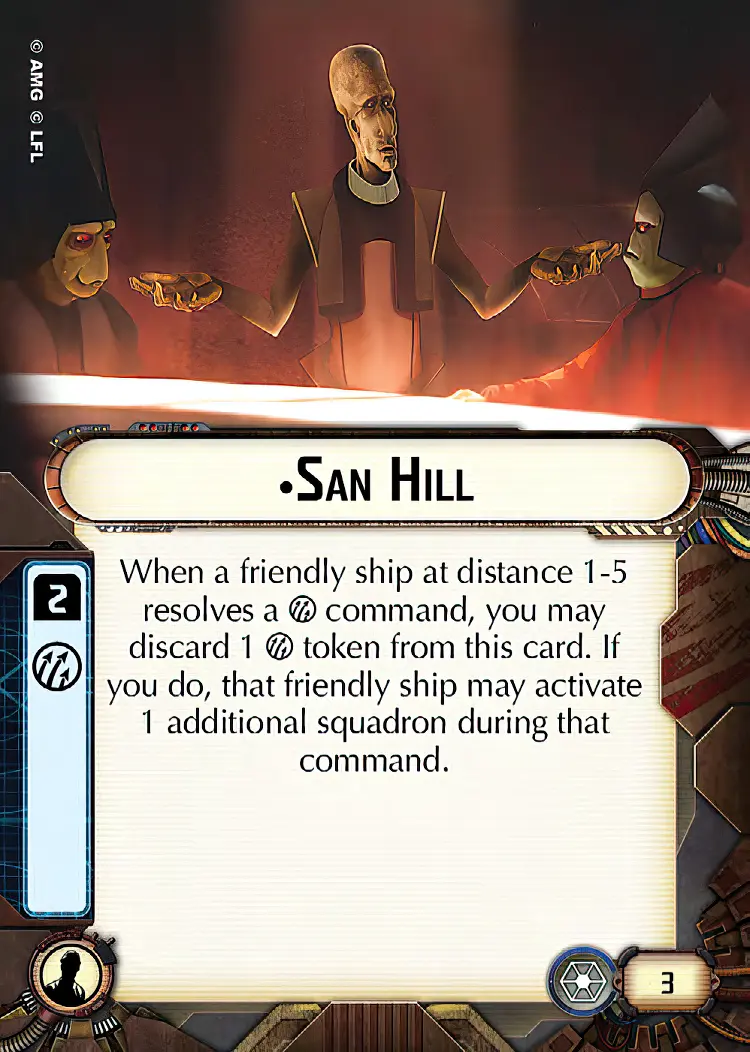 © AMG © LFL
•San Hill
When a friendly ship at distance 1-5
resolves a command, you may
discard 1 token from this card. If
you do, that friendly ship may activate
1 additional squadron during that
command.
2
3